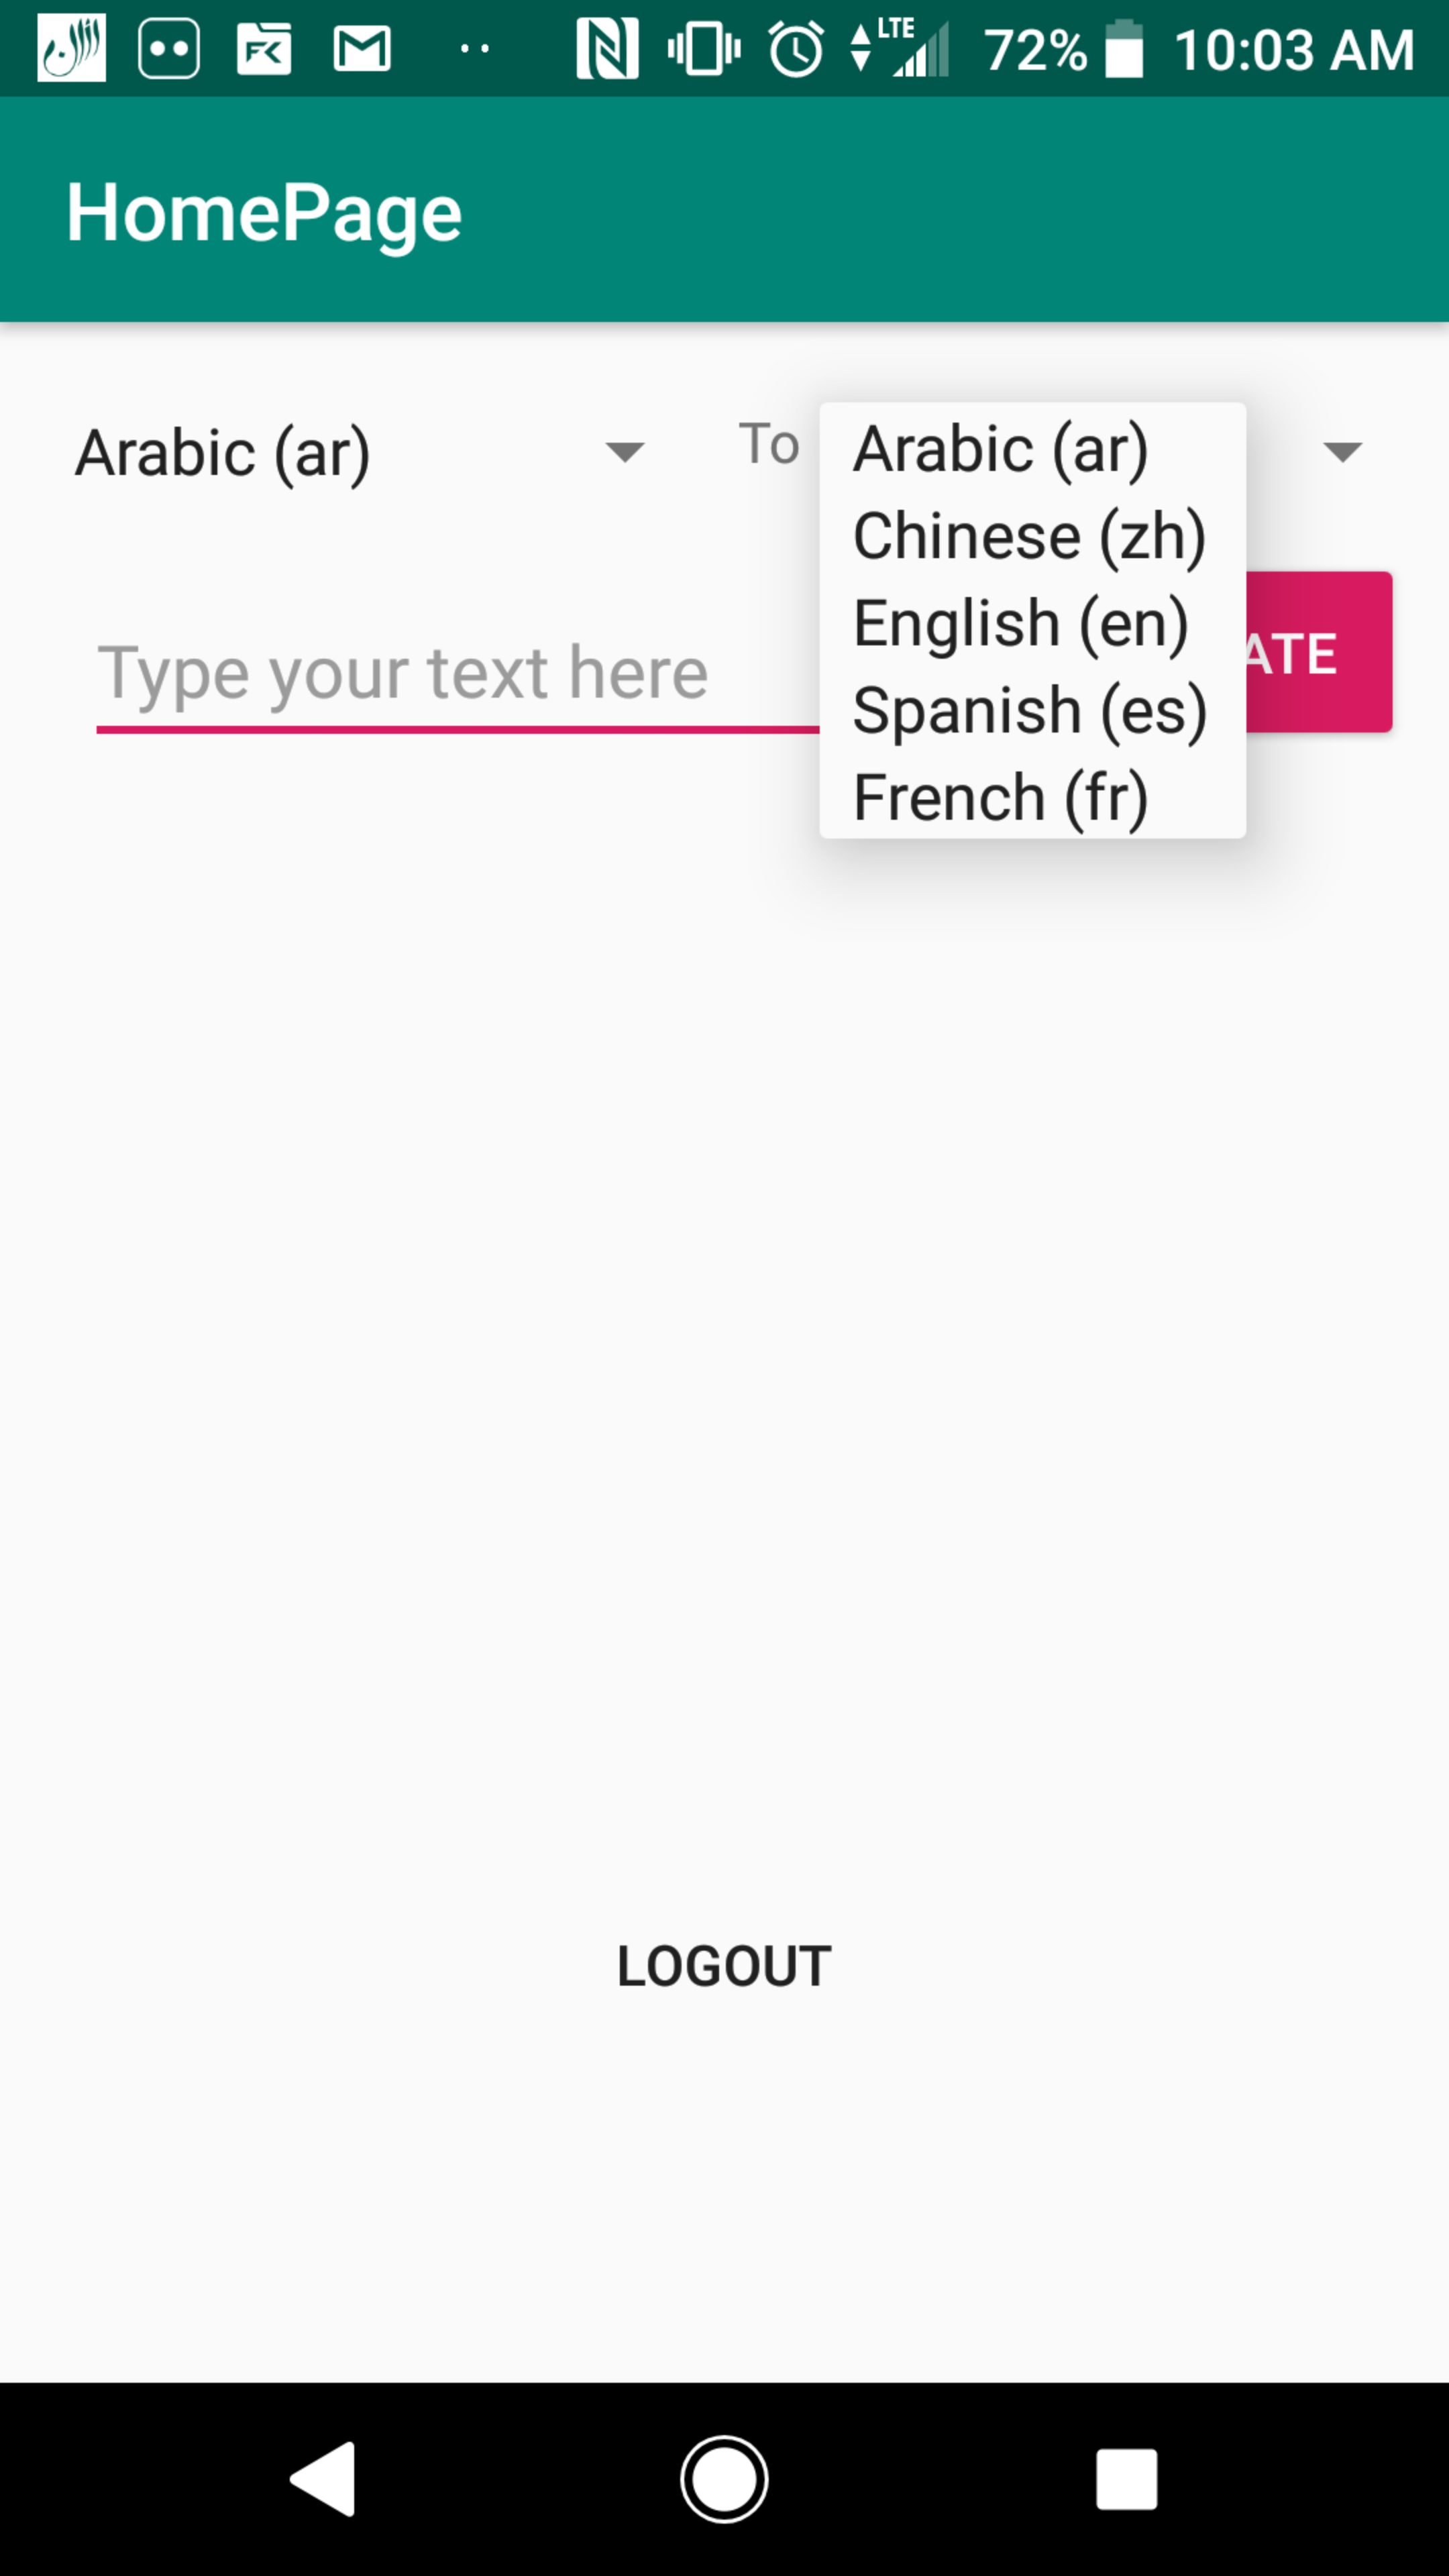 LTE 72% 10:03 AM
HomePage
Arabic (ar) To
Arabic (ar)
Chinese (zh)
English (en)
Spanish (es)
French (fr)
Type your text here
ATE
LOGOUT